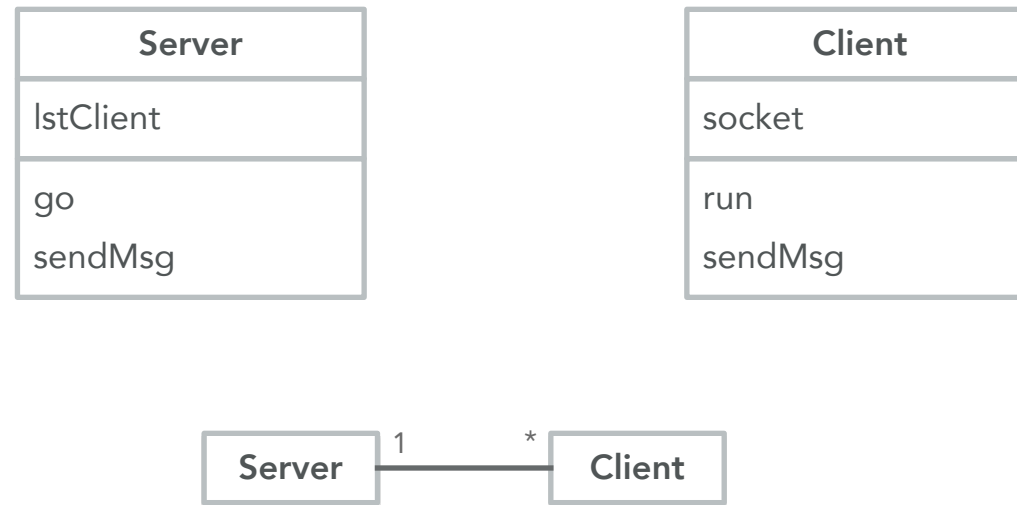 Server
lstClient
go
sendMsg
Client
socket
run
sendMsg
Server 1 * Client